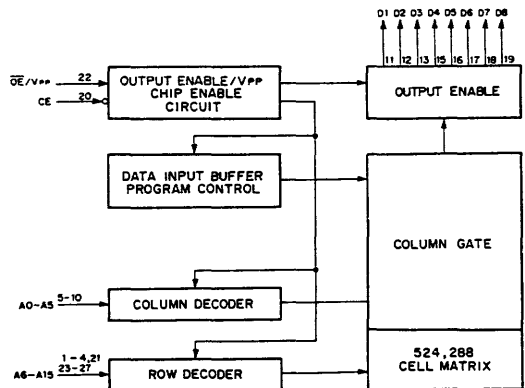 D1 D2 D3 D4 D5 D6 D7 D8
11 12 13 15 16 17 18 19
OE/VPP 22
CE 20
OUTPUT ENABLE/VPP
CHIP ENABLE
CIRCUIT
OUTPUT ENABLE
DATA INPUT BUFFER
PROGRAM CONTROL
COLUMN GATE
A0-A5 5-10
COLUMN DECODER
1-4,21
A6-A15 23-27
ROW DECODER
524,288
CELL MATRIX